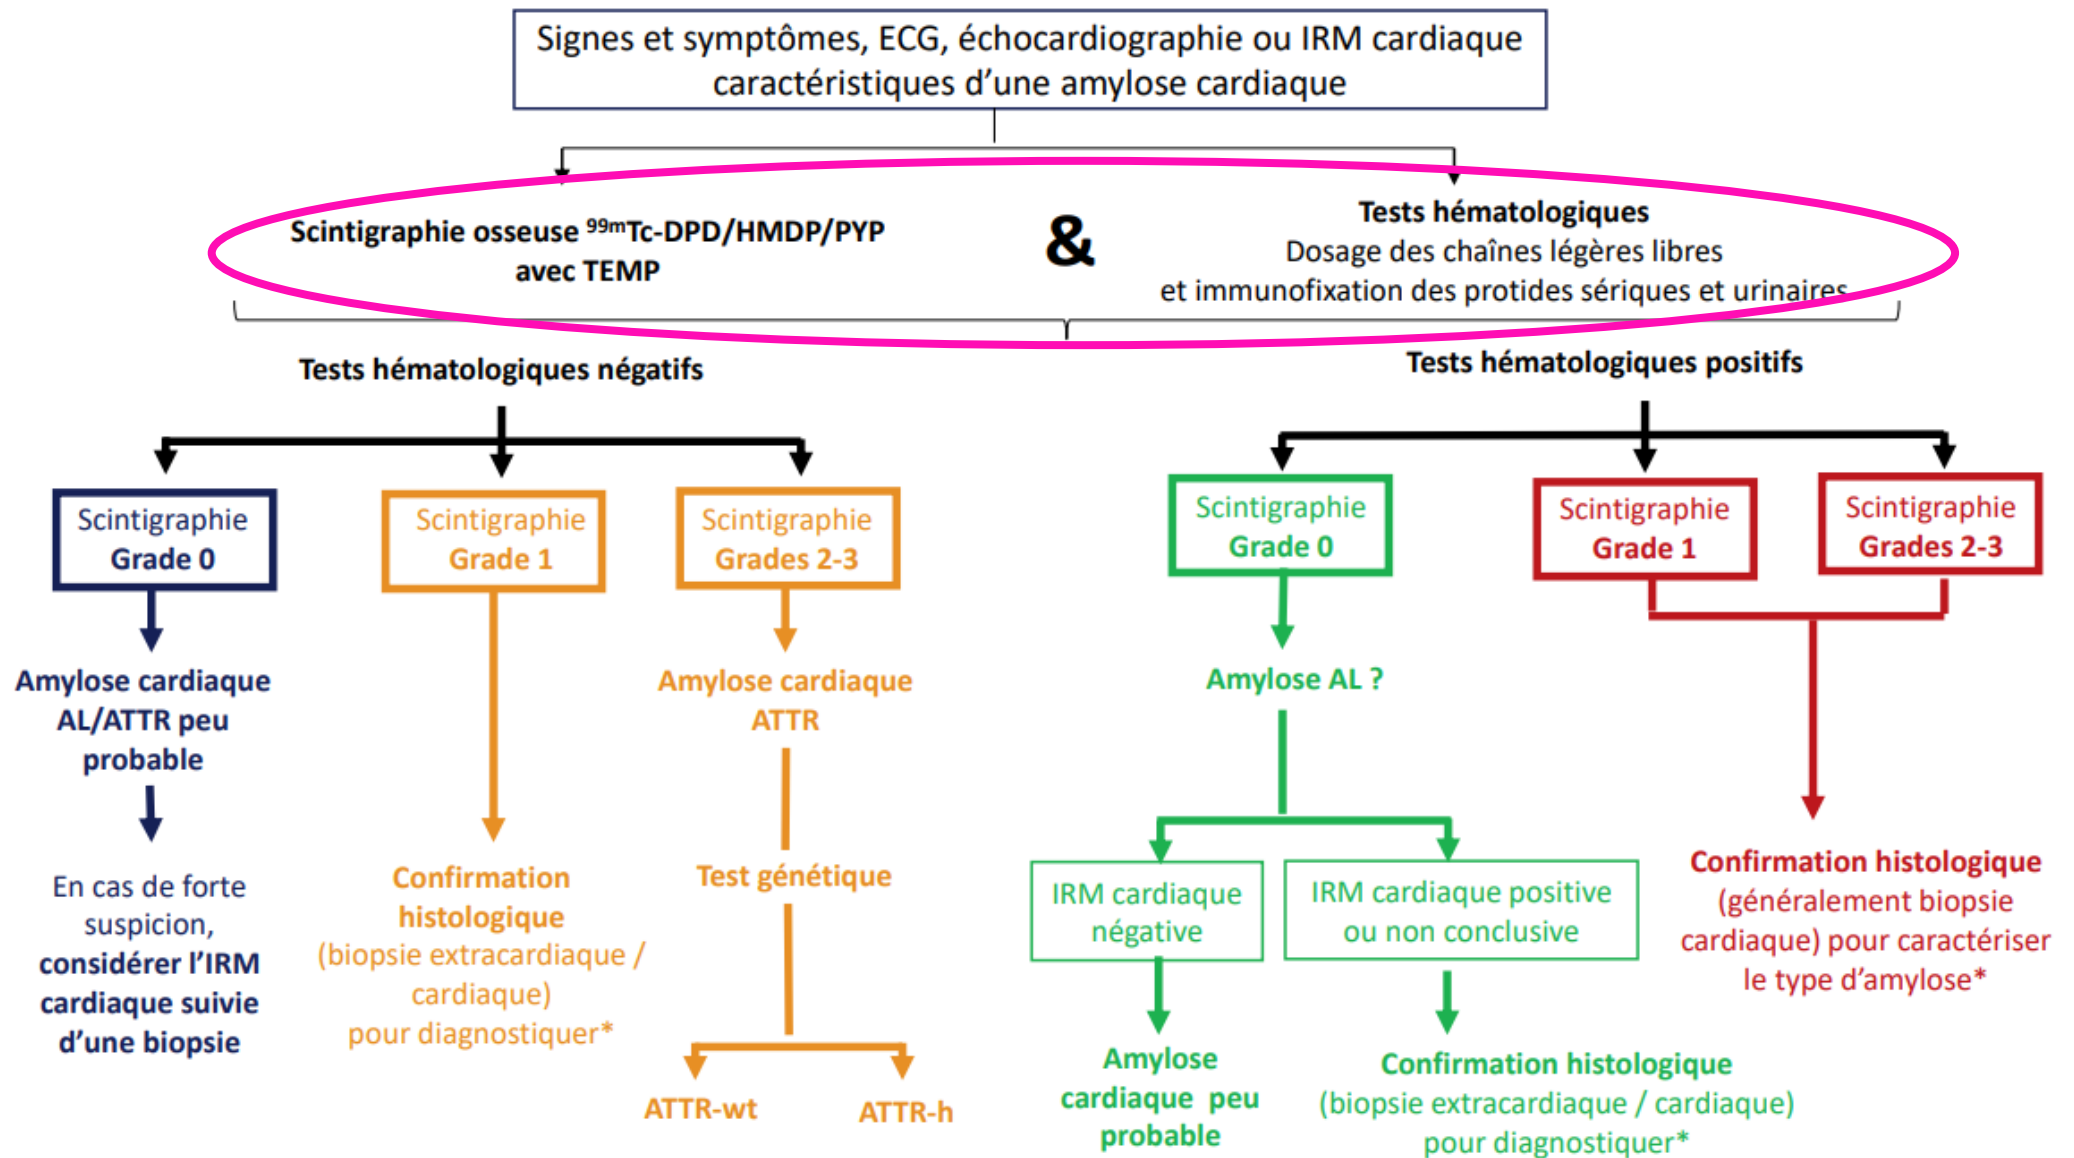 Signes et symptômes, ECG, échocardiographie ou IRM cardiaque
caractéristiques d’une amylose cardiaque
Scintigraphie osseuse ⁹⁹ᵐTc-DPD/HMDP/PYP
avec TEMP
&
Tests hématologiques
Dosage des chaînes légères libres
et immunofixation des protides sériques et urinaires
Tests hématologiques négatifs
Tests hématologiques positifs
Scintigraphie
Grade 0
Scintigraphie
Grade 1
Scintigraphie
Grades 2-3
Scintigraphie
Grade 0
Scintigraphie
Grade 1
Scintigraphie
Grades 2-3
Amylose cardiaque
AL/ATTR peu
probable
Amylose cardiaque
ATTR
Amylose AL ?
En cas de forte
suspicion,
considérer l’IRM
cardiaque suivie
d’une biopsie
Confirmation
histologique
(biopsie extracardiaque /
cardiaque)
pour diagnostiquer*
Test génétique
ATTR-wt
ATTR-h
IRM cardiaque
négative
IRM cardiaque positive
ou non conclusive
Amylose
cardiaque peu
probable
Confirmation histologique
(biopsie extracardiaque / cardiaque)
pour diagnostiquer*
Confirmation histologique
(généralement biopsie
cardiaque) pour caractériser
le type d’amylose*